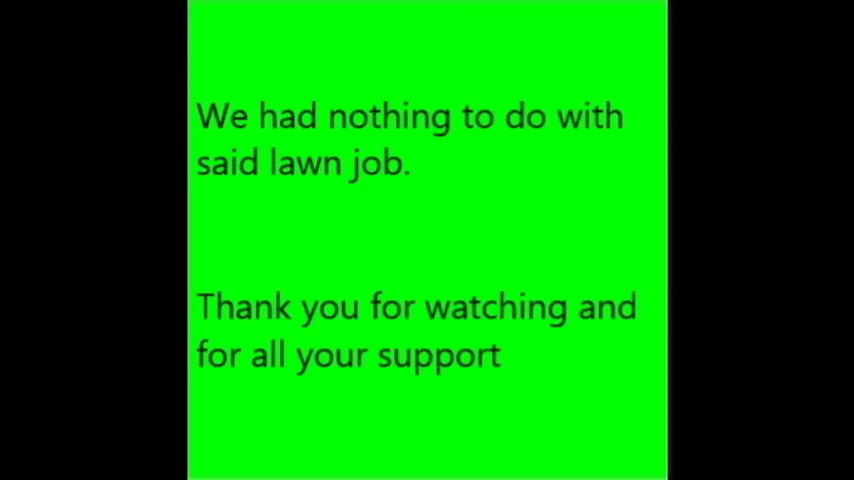 We had nothing to do with
said lawn job.
Thank you for watching and
for all your support